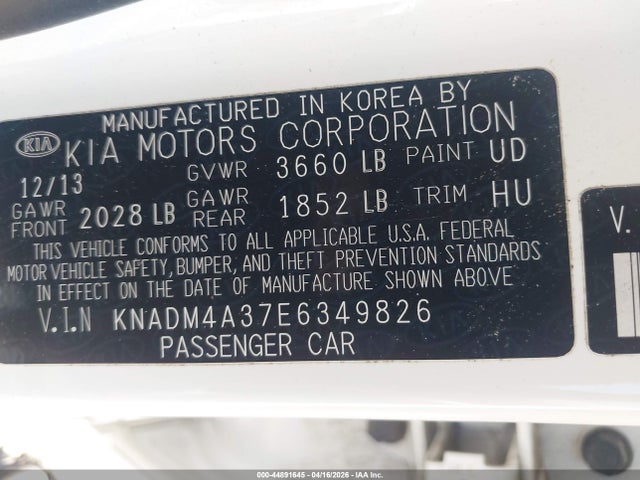 MANUFACTURED IN KOREA BY
KIA KIA MOTORS CORPORATION
12/13 GVWR 3660 LB PAINT UD
GAWR FRONT 2028 LB GAWR REAR 1852 LB TRIM HU
THIS VEHICLE CONFORMS TO ALL APPLICABLE U.S.A. FEDERAL
MOTOR VEHICLE SAFETY, BUMPER, AND THEFT PREVENTION STANDARDS
IN EFFECT ON THE DATE OF MANUFACTURE SHOWN ABOVE
V.I.N KNADM4A37E6349826
PASSENGER CAR
V.
000-44891645 04/16/2026 IAAI.COM